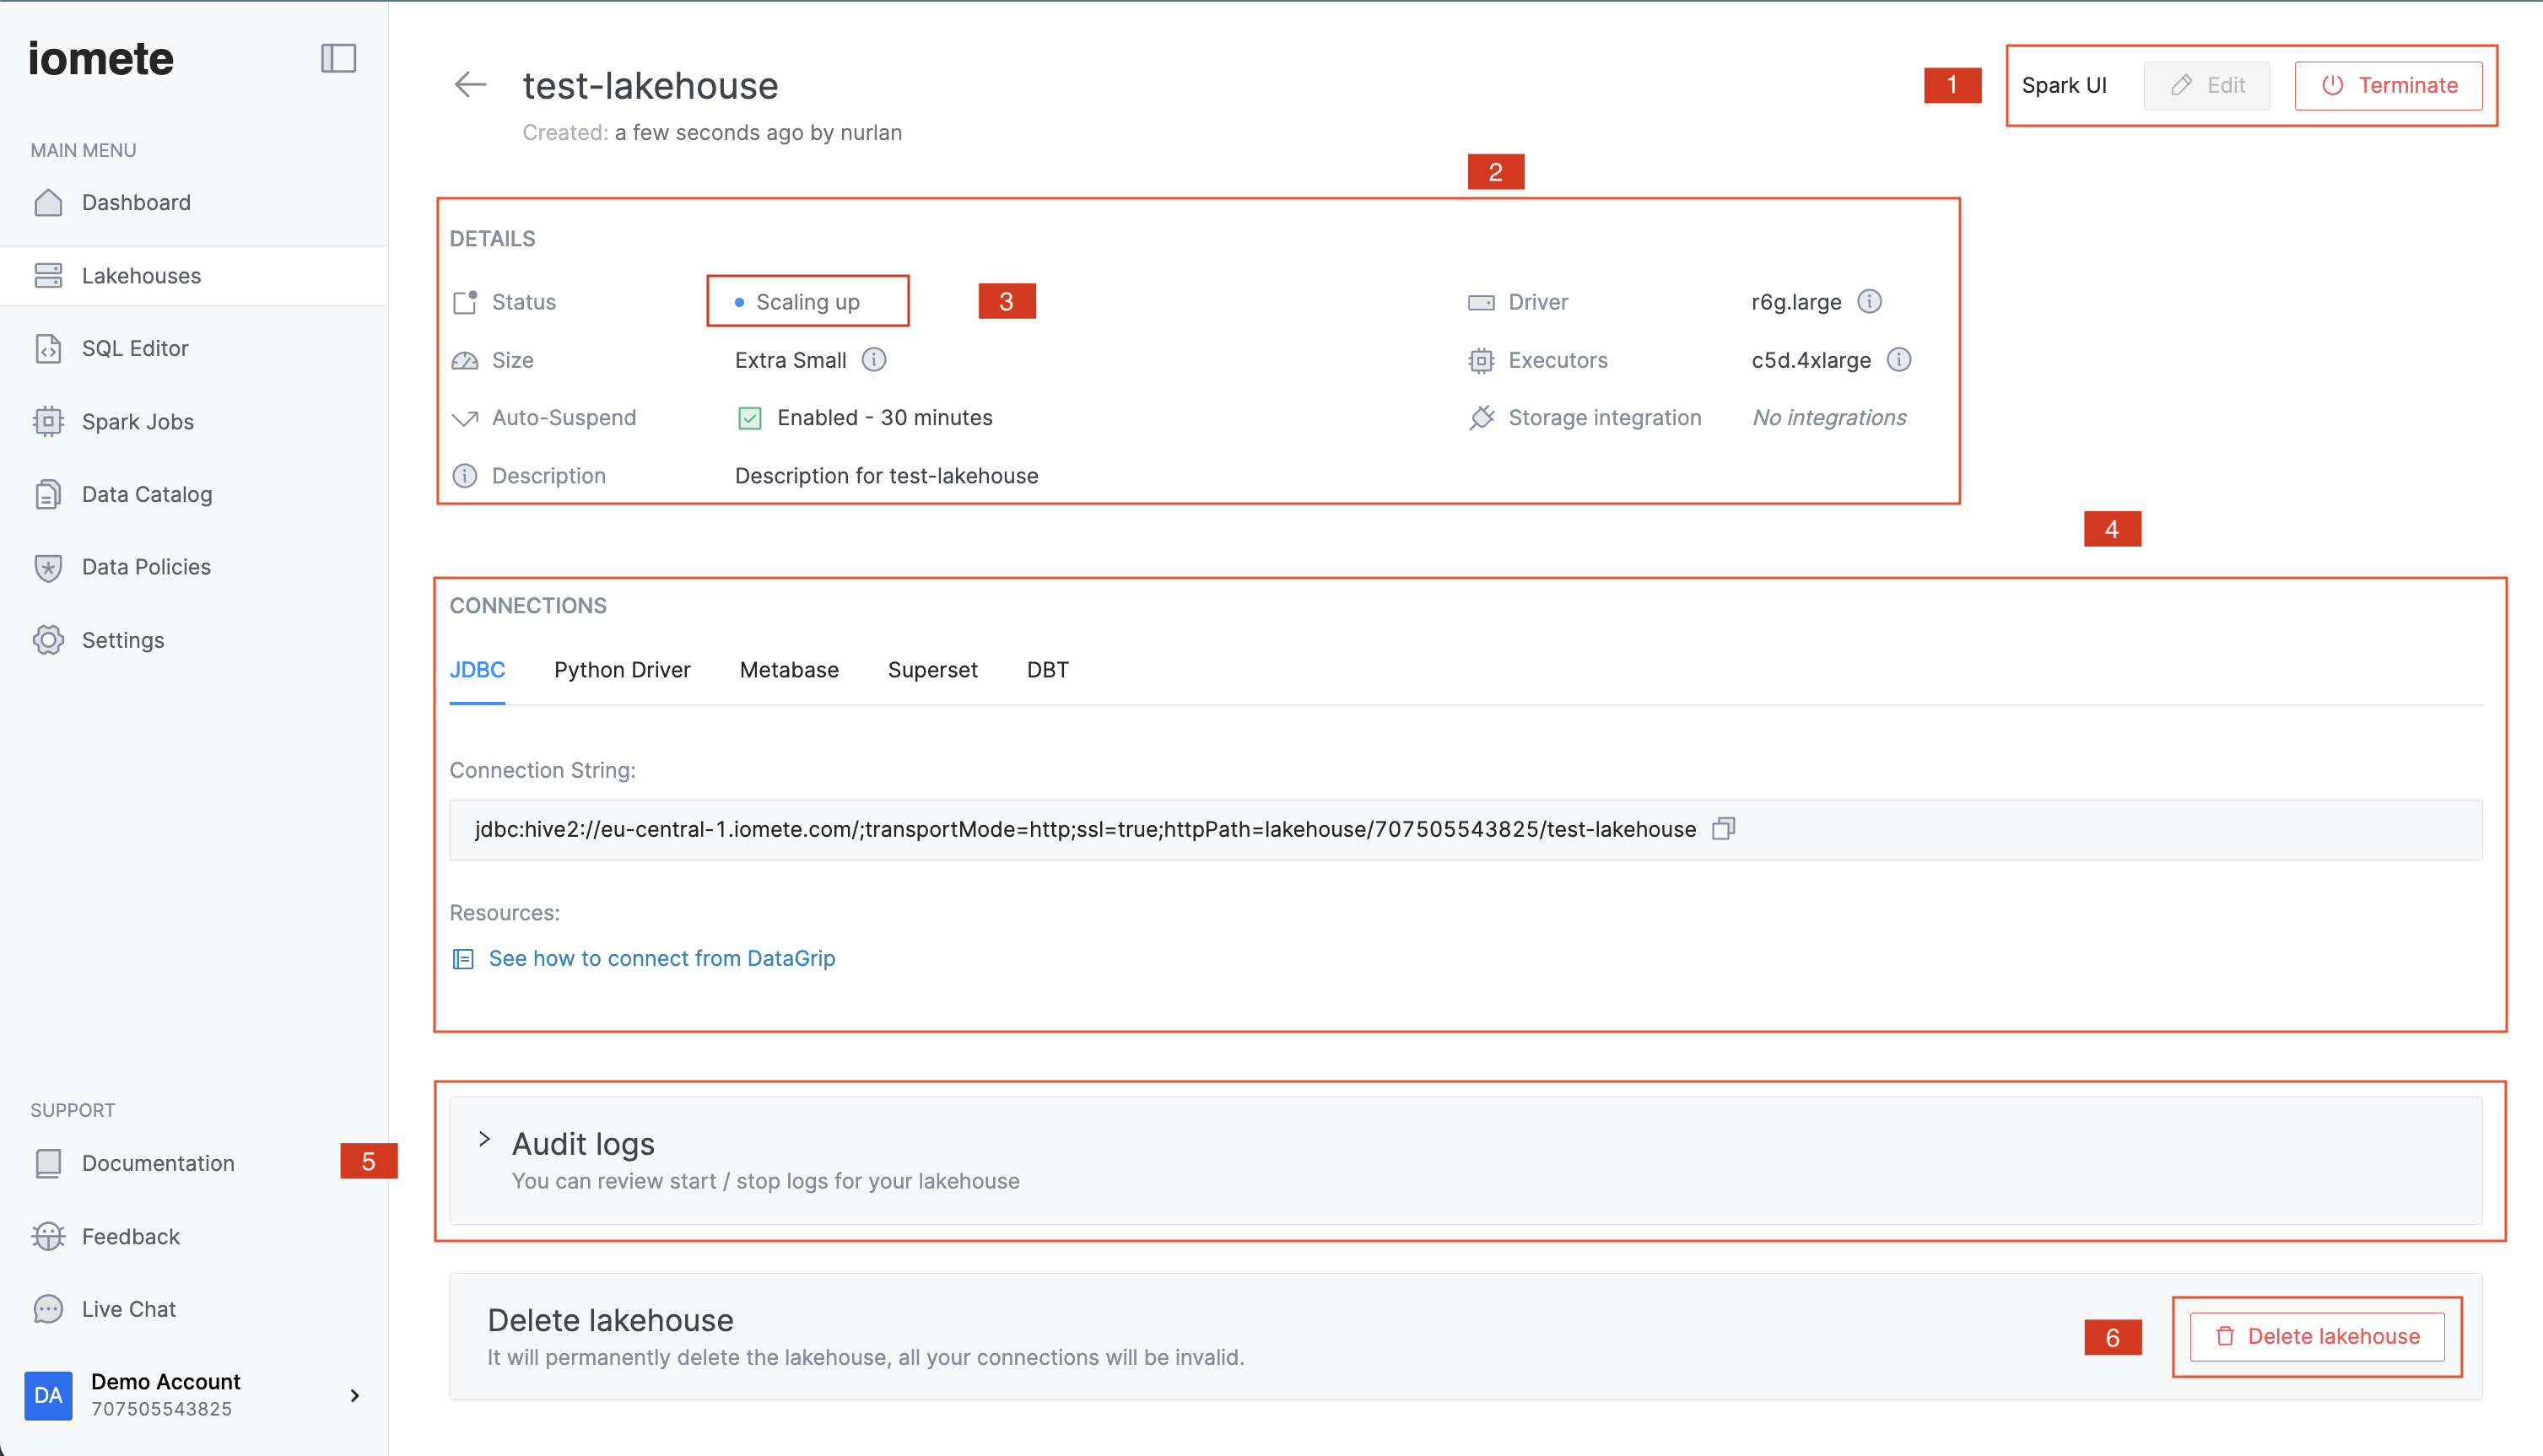 iomete
MAIN MENU
Dashboard
Lakehouses
SQL Editor
Spark Jobs
Data Catalog
Data Policies
Settings
SUPPORT
Documentation
Feedback
Live Chat
DA
Demo Account
707505543825
test-lakehouse
Created: a few seconds ago by nurlan
1
Spark UI
Edit
Terminate
2
DETAILS
Status
Scaling up
3
Driver
r6g.large
Size
Extra Small
Executors
c5d.4xlarge
Auto-Suspend
Enabled - 30 minutes
Storage integration
No integrations
Description
Description for test-lakehouse
4
CONNECTIONS
JDBC
Python Driver
Metabase
Superset
DBT
Connection String:
jdbc:hive2://eu-central-1.iomete.com/;transportMode=http;ssl=true;httpPath=lakehouse/707505543825/test-lakehouse
Resources:
See how to connect from DataGrip
5
Audit logs
You can review start / stop logs for your lakehouse
Delete lakehouse
It will permanently delete the lakehouse, all your connections will be invalid.
6
Delete lakehouse